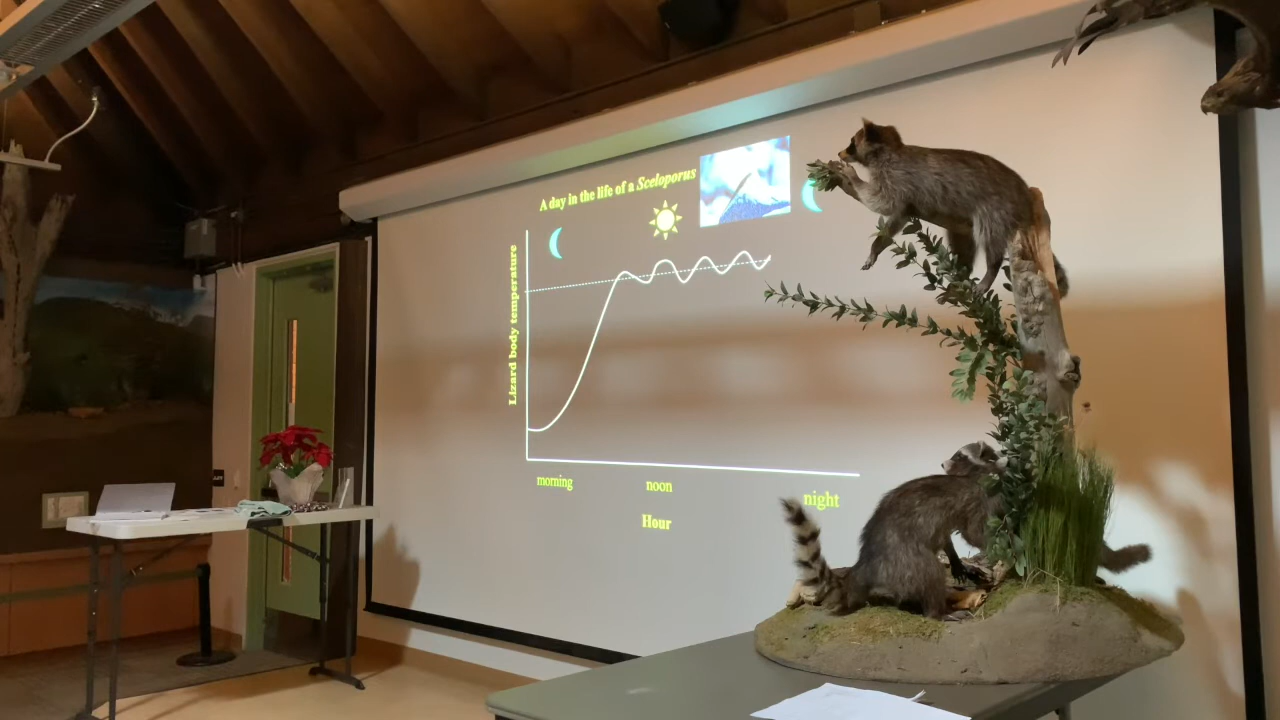 A day in the life of a Sceloporus
Lizard body temperature
morning
noon
night
Hour